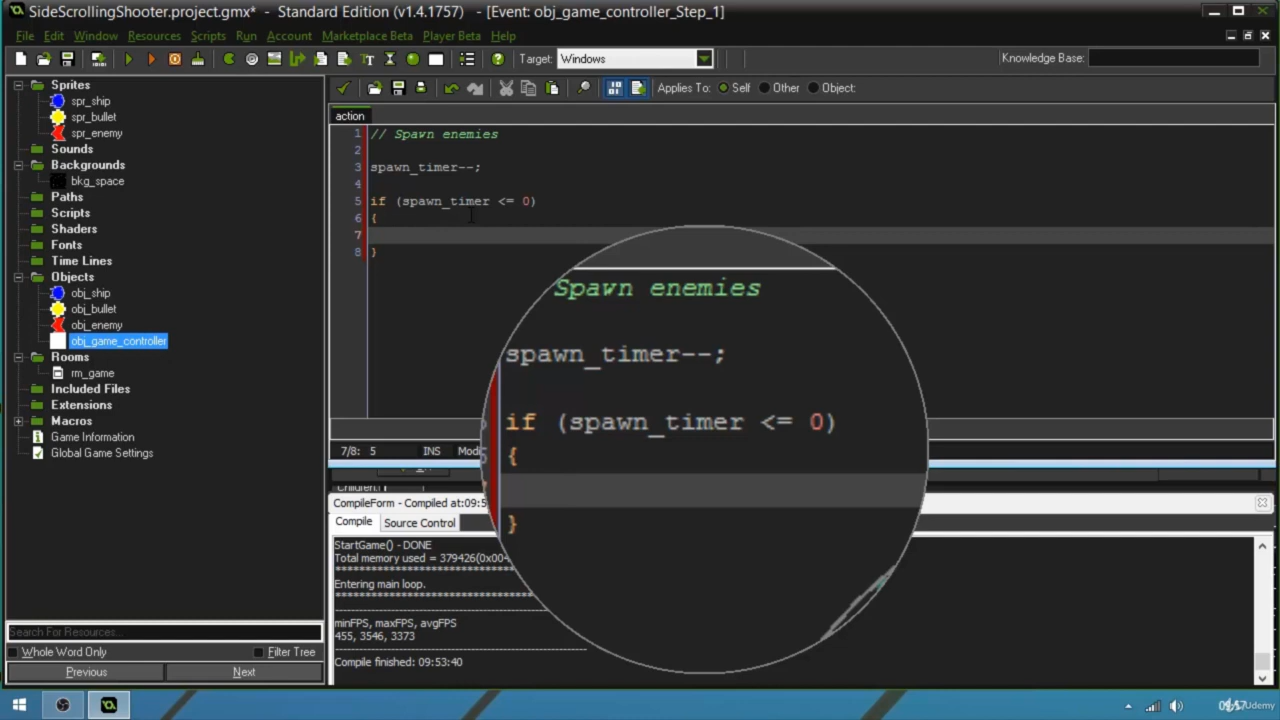 SideScrollingShooter.project.gmx* - Standard Edition (v1.4.1757) - [Event: obj_game_controller_Step_1]
File Edit Window Resources Scripts Run Account Marketplace Beta Player Beta Help
Target: Windows Knowledge Base:
Applies To: Self Other Object:
action
Sprites
spr_ship
spr_bullet
spr_enemy
Sounds
Backgrounds
bkg_space
Paths
Scripts
Shaders
Fonts
Time Lines
Objects
obj_ship
obj_bullet
obj_enemy
obj_game_controller
Rooms
rm_game
Included Files
Extensions
Macros
Game Information
Global Game Settings
Search For Resources...
Whole Word Only Filter Tree
Previous Next
1 // Spawn enemies
2
3 spawn_timer--;
4
5 if (spawn_timer <= 0)
6 {
7
8 }
Spawn enemies
spawn_timer--;
if (spawn_timer <= 0)
{
}
7/8: 5 INS Modi
Children:
CompileForm - Compiled at:09:5
Compile Source Control
StartGame() - DONE
Total memory used = 379426(0x004
Entering main loop.
minFPS, maxFPS, avgFPS
455, 3546, 3373
Compile finished: 09:53:40
Udemy